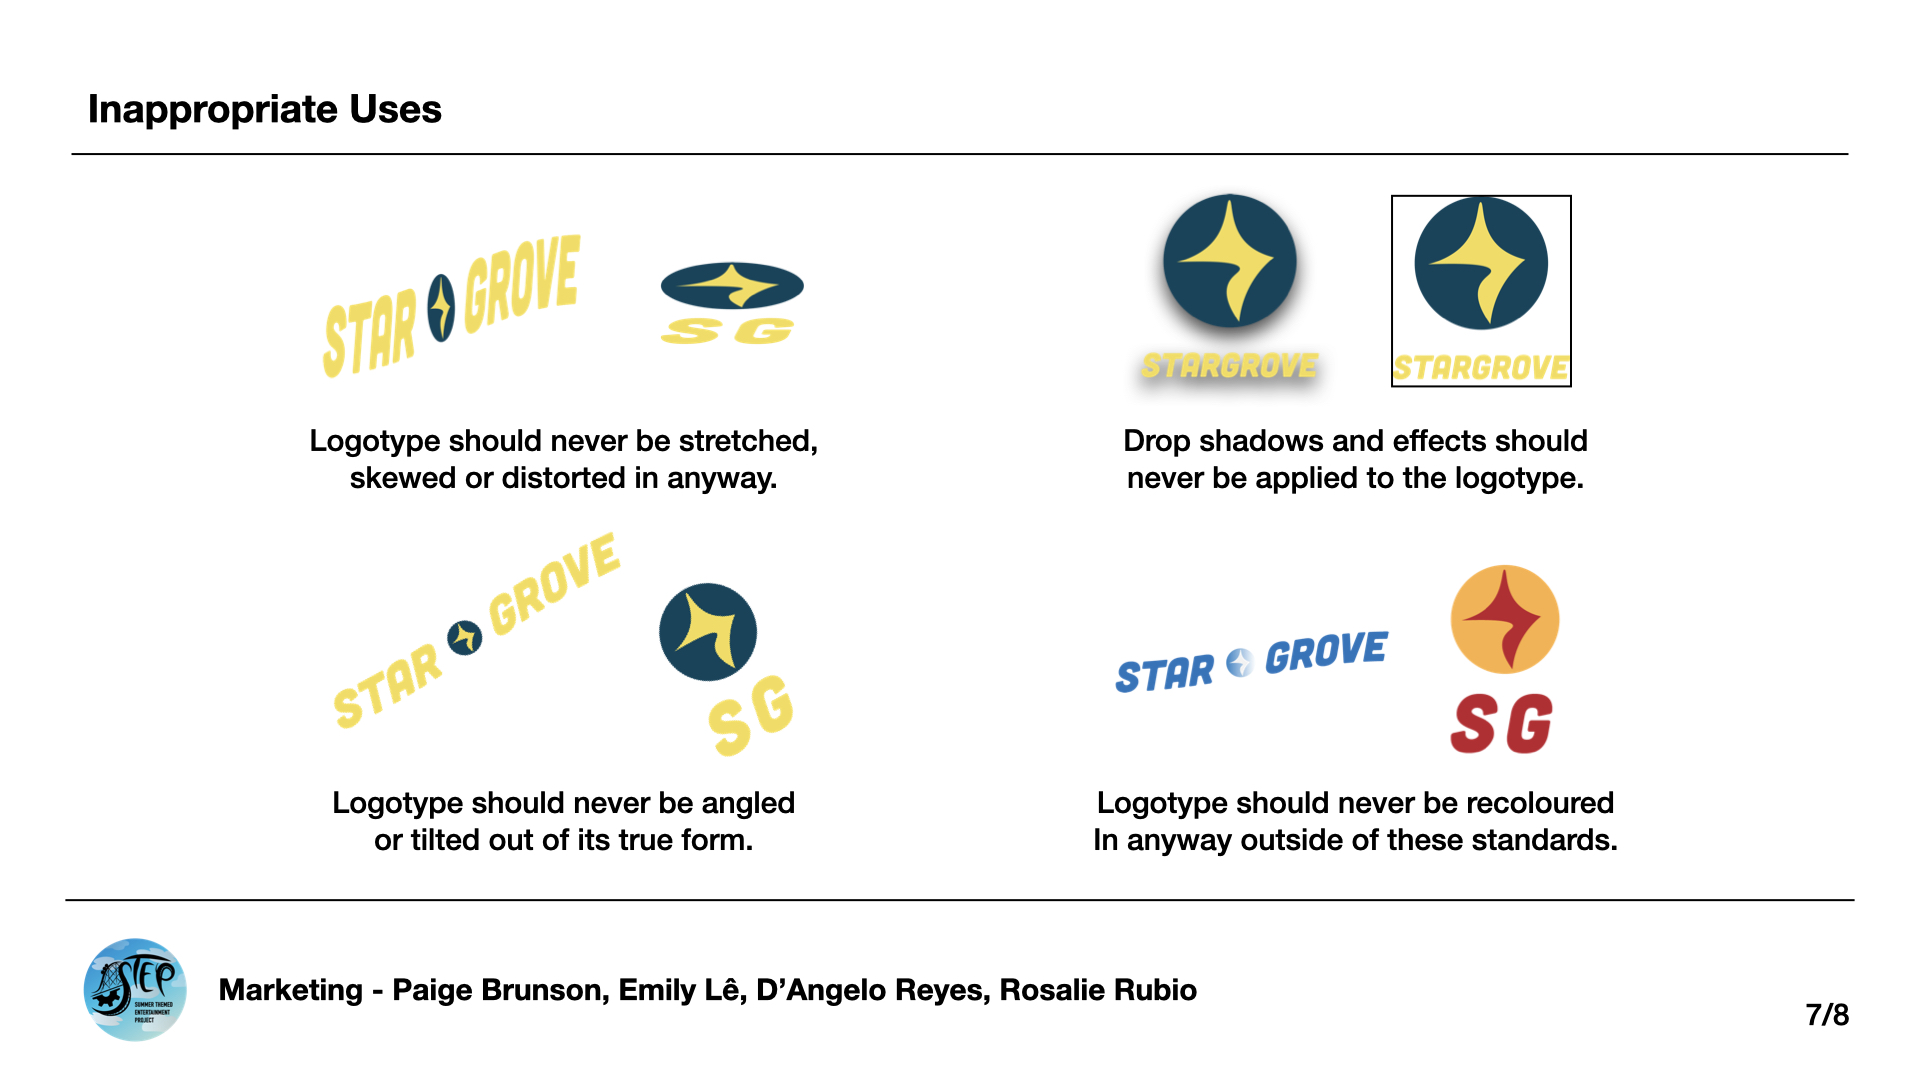 Inappropriate Uses
STAR GROVE
SG
STARGROVE
STARGROVE
Logotype should never be stretched,
skewed or distorted in anyway.
Drop shadows and effects should
never be applied to the logotype.
STAR GROVE
SG
STAR GROVE
SG
Logotype should never be angled
or tilted out of its true form.
Logotype should never be recoloured
In anyway outside of these standards.
STEP
SUMMER THEMED
ENTERTAINMENT
PROJECT
Marketing - Paige Brunson, Emily Lê, D’Angelo Reyes, Rosalie Rubio
7/8